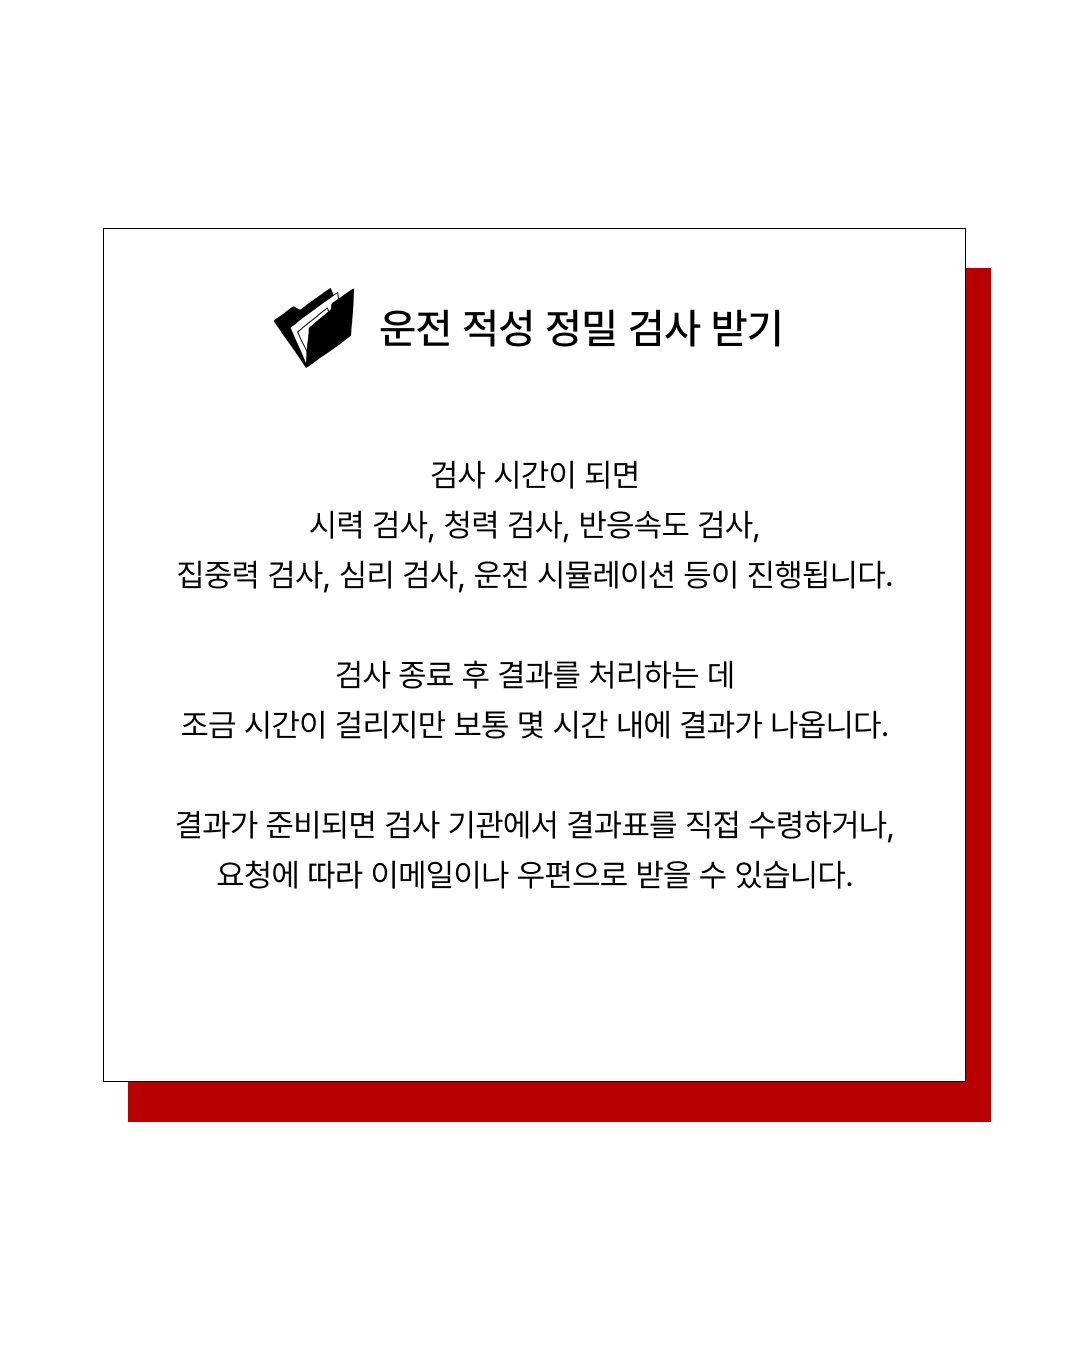 운전 적성 정밀 검사 받기
검사 시간이 되면
시력 검사, 청력 검사, 반응속도 검사,
집중력 검사, 심리 검사, 운전 시뮬레이션 등이 진행됩니다.
검사 종료 후 결과를 처리하는 데
조금 시간이 걸리지만 보통 몇 시간 내에 결과가 나옵니다.
결과가 준비되면 검사 기관에서 결과표를 직접 수령하거나,
요청에 따라 이메일이나 우편으로 받을 수 있습니다.